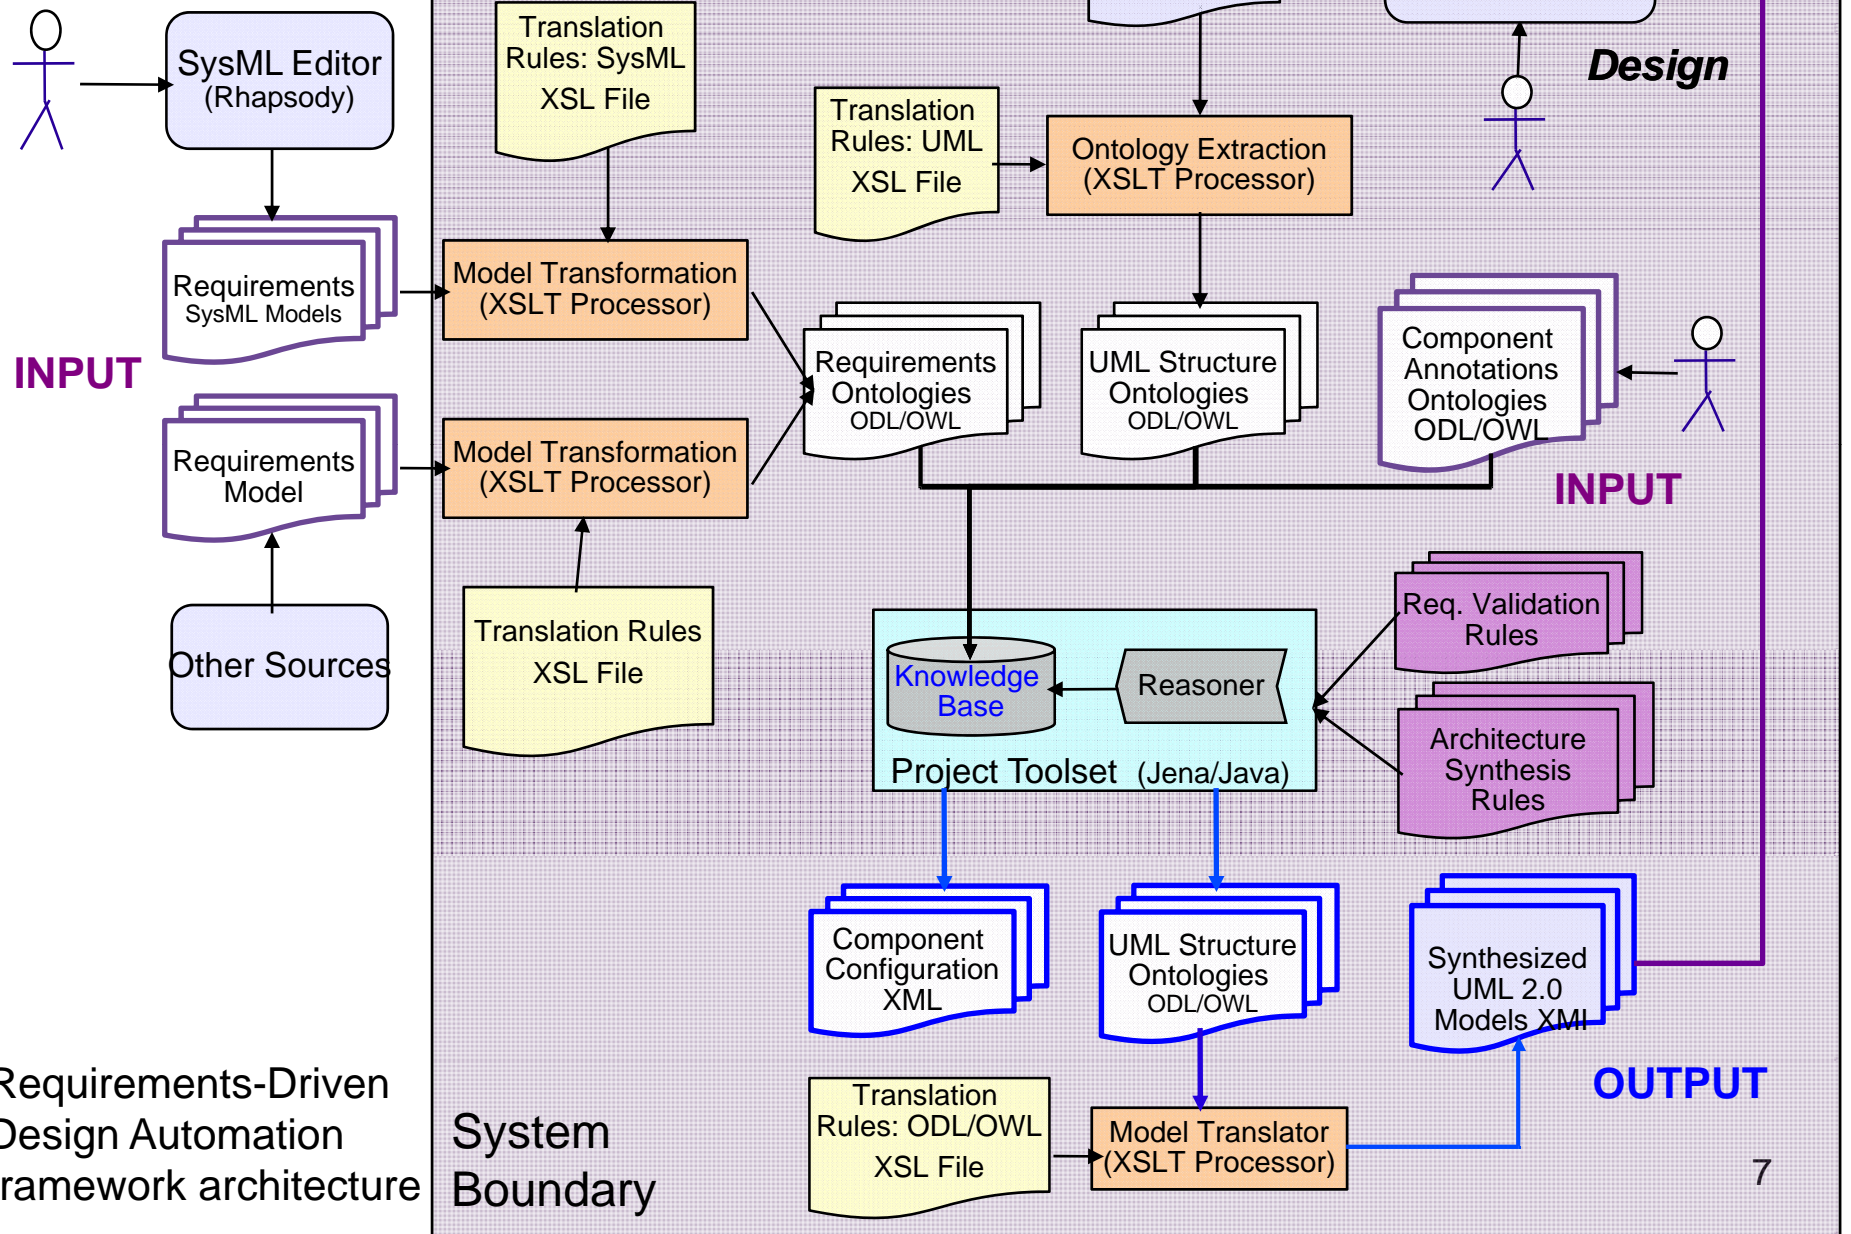 SysML Editor
(Rhapsody)
Translation
Rules: SysML
XSL File
Design
Translation
Rules: UML
XSL File
Ontology Extraction
(XSLT Processor)
Requirements
SysML Models
Model Transformation
(XSLT Processor)
INPUT
Requirements
Ontologies
ODL/OWL
UML Structure
Ontologies
ODL/OWL
Component
Annotations
Ontologies
ODL/OWL
INPUT
Requirements
Model
Model Transformation
(XSLT Processor)
Other Sources
Translation Rules
XSL File
Knowledge
Base
Reasoner
Project Toolset (Jena/Java)
Req. Validation
Rules
Architecture
Synthesis
Rules
Component
Configuration
XML
UML Structure
Ontologies
ODL/OWL
Synthesized
UML 2.0
Models XMI
OUTPUT
Requirements-Driven
Design Automation
ramework architecture
System
Boundary
Translation
Rules: ODL/OWL
XSL File
Model Translator
(XSLT Processor)
7